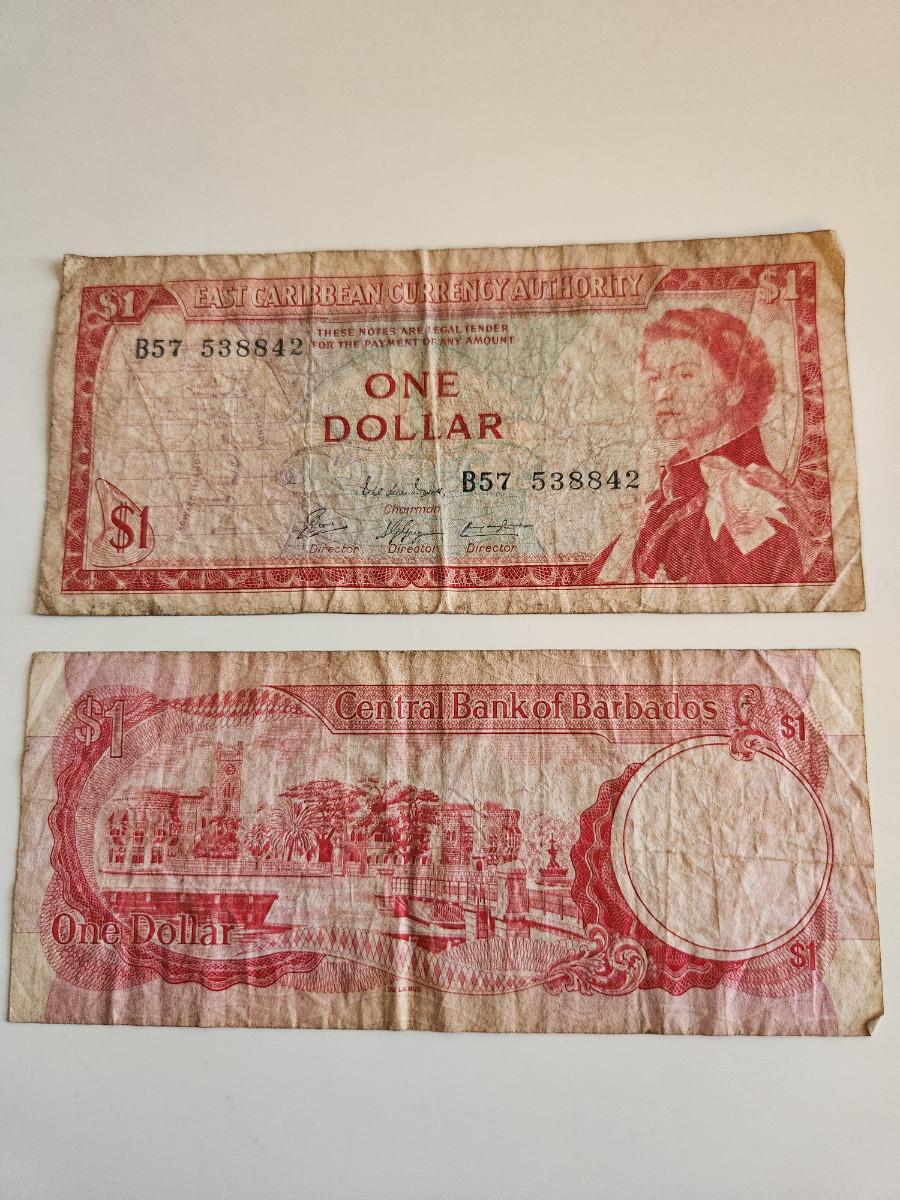 $1 EAST CARIBBEAN CURRENCY AUTHORITY $1
THESE NOTES ARE LEGAL TENDER
B57 538842 FOR THE PAYMENT OF ANY AMOUNT
ONE
DOLLAR
B57 538842
Chairman
$1
Director Director Director
$1 Central Bank of Barbados $1
One Dollar
$1